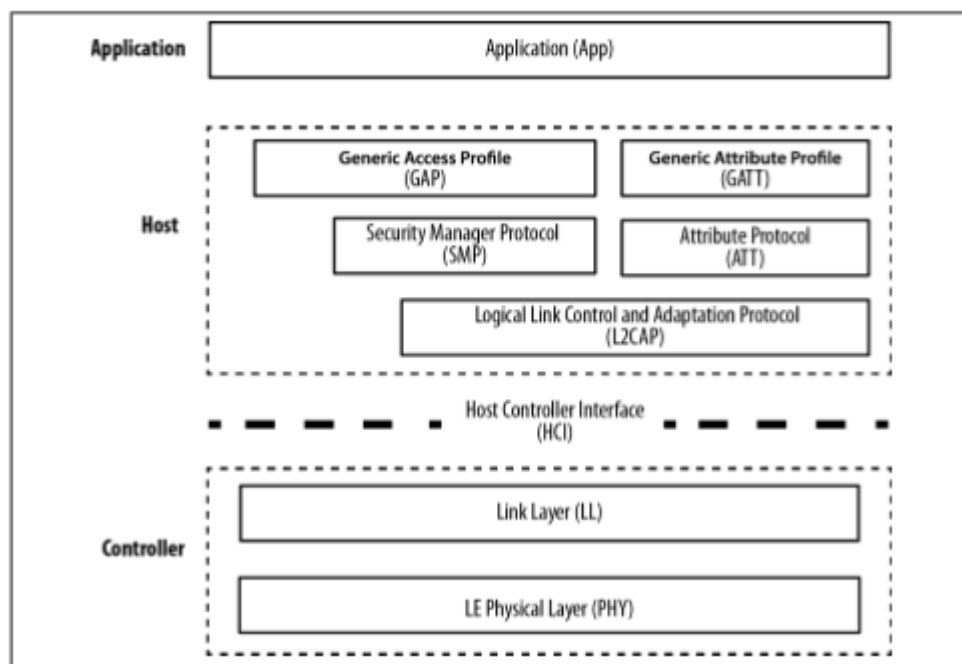 Application
Application (App)
Generic Access Profile
(GAP)
Generic Attribute Profile
(GATT)
Host
Security Manager Protocol
(SMP)
Attribute Protocol
(ATT)
Logical Link Control and Adaptation Protocol
(L2CAP)
Host Controller Interface
(HCI)
Link Layer (LL)
Controller
LE Physical Layer (PHY)